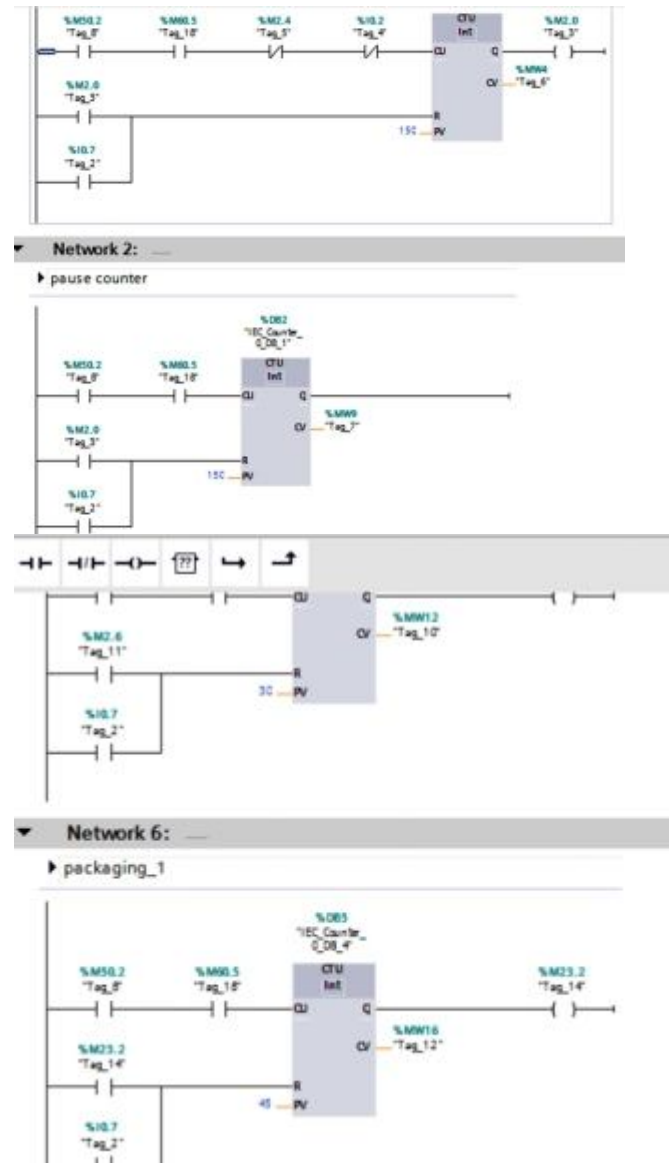 %M50.2 %M60.5 %M2.4 %I0.2 CTU %M2.0
"Tag_8" "Tag_18" "Tag_5" "Tag_4" Int "Tag_3"
CU Q
%MW4
CV "Tag_6"
%M2.0
"Tag_3"
R
150 PV
%I0.7
"Tag_2"
Network 2:
pause counter
%DB2
"IEC_Counter_
0_DB_1"
%M50.2 %M60.5 CTU
"Tag_8" "Tag_18" Int
CU Q
%MW9
CV "Tag_7"
%M2.0
"Tag_3"
R
150 PV
%I0.7
"Tag_2"
??
CU Q
%MW12
CV "Tag_10"
%M2.6
"Tag_11"
R
30 PV
%I0.7
"Tag_2"
Network 6:
packaging_1
%DB5
"IEC_Counter_
0_DB_4"
%M50.2 %M60.5 CTU %M23.2
"Tag_8" "Tag_18" Int "Tag_14"
CU Q
%MW16
CV "Tag_12"
%M23.2
"Tag_14"
R
45 PV
%I0.7
"Tag_2"